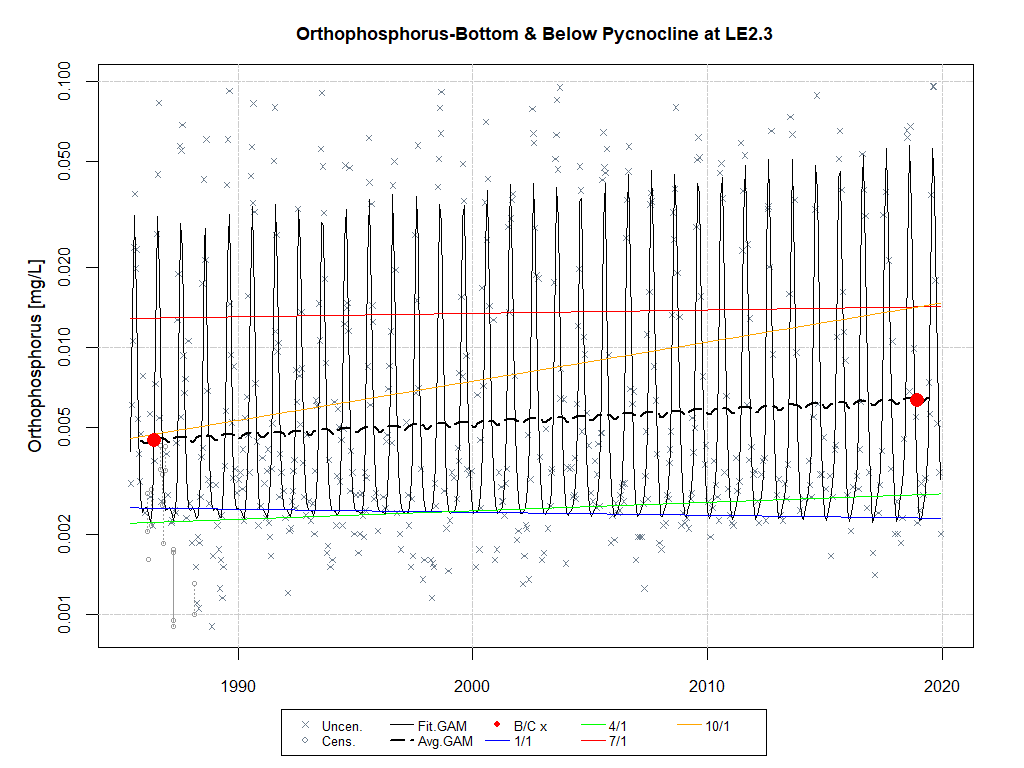 Orthophosphorus-Bottom & Below Pycnocline at LE2.3
Orthophosphorus [mg/L]
0.100
0.050
0.020
0.010
0.005
0.002
0.001
1990
2000
2010
2020
Uncen. Fit.GAM B/C x 4/1 10/1
Cens. Avg.GAM 1/1 7/1